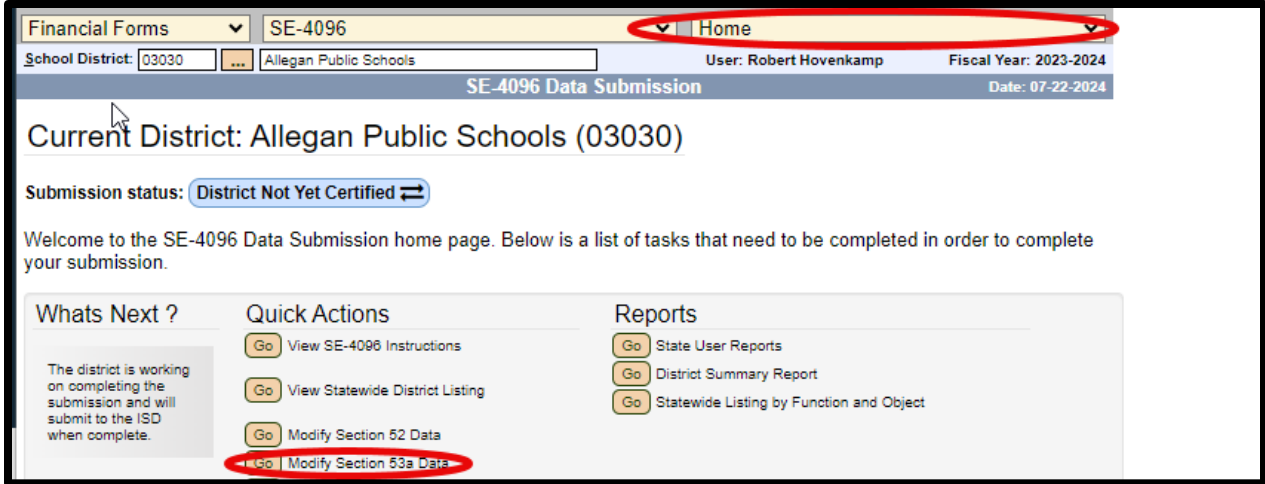 Financial Forms SE-4096 Home
School District: 03030 ... Allegan Public Schools User: Robert Hovenkamp Fiscal Year: 2023-2024
SE-4096 Data Submission Date: 07-22-2024
Current District: Allegan Public Schools (03030)
Submission status: District Not Yet Certified
Welcome to the SE-4096 Data Submission home page. Below is a list of tasks that need to be completed in order to complete
your submission.
Whats Next ?
The district is working
on completing the
submission and will
submit to the ISD
when complete.
Quick Actions
Go View SE-4096 Instructions
Go View Statewide District Listing
Go Modify Section 52 Data
Go Modify Section 53a Data
Reports
Go State User Reports
Go District Summary Report
Go Statewide Listing by Function and Object